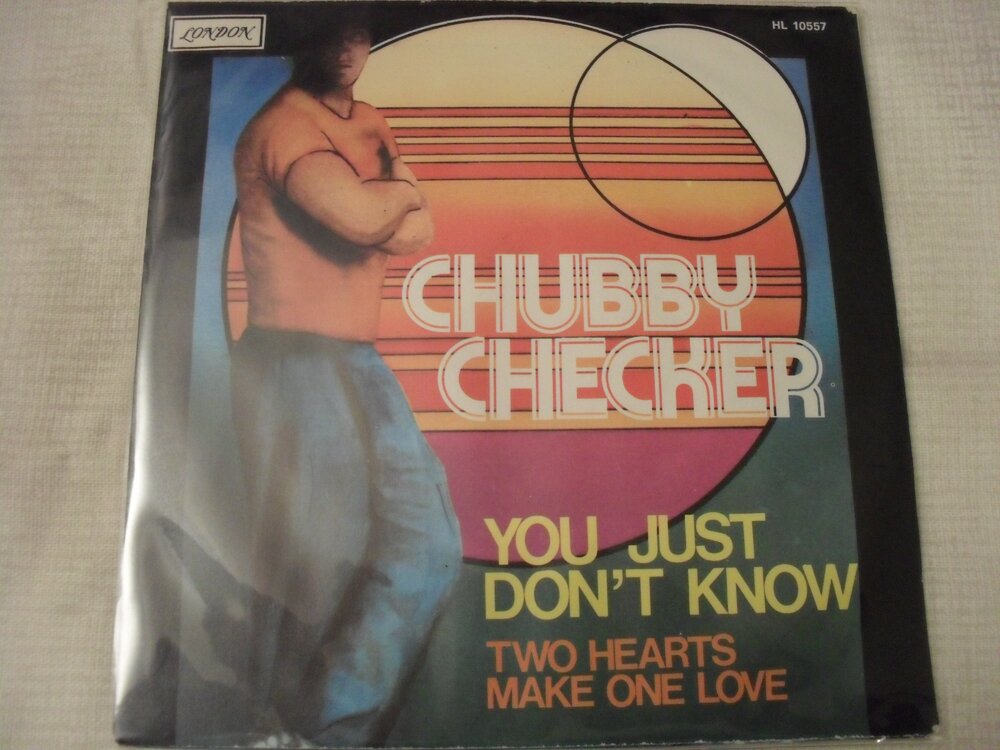 LONDON
HL 10557
CHUBBY
CHECKER
YOU JUST
DON'T KNOW
TWO HEARTS
MAKE ONE LOVE